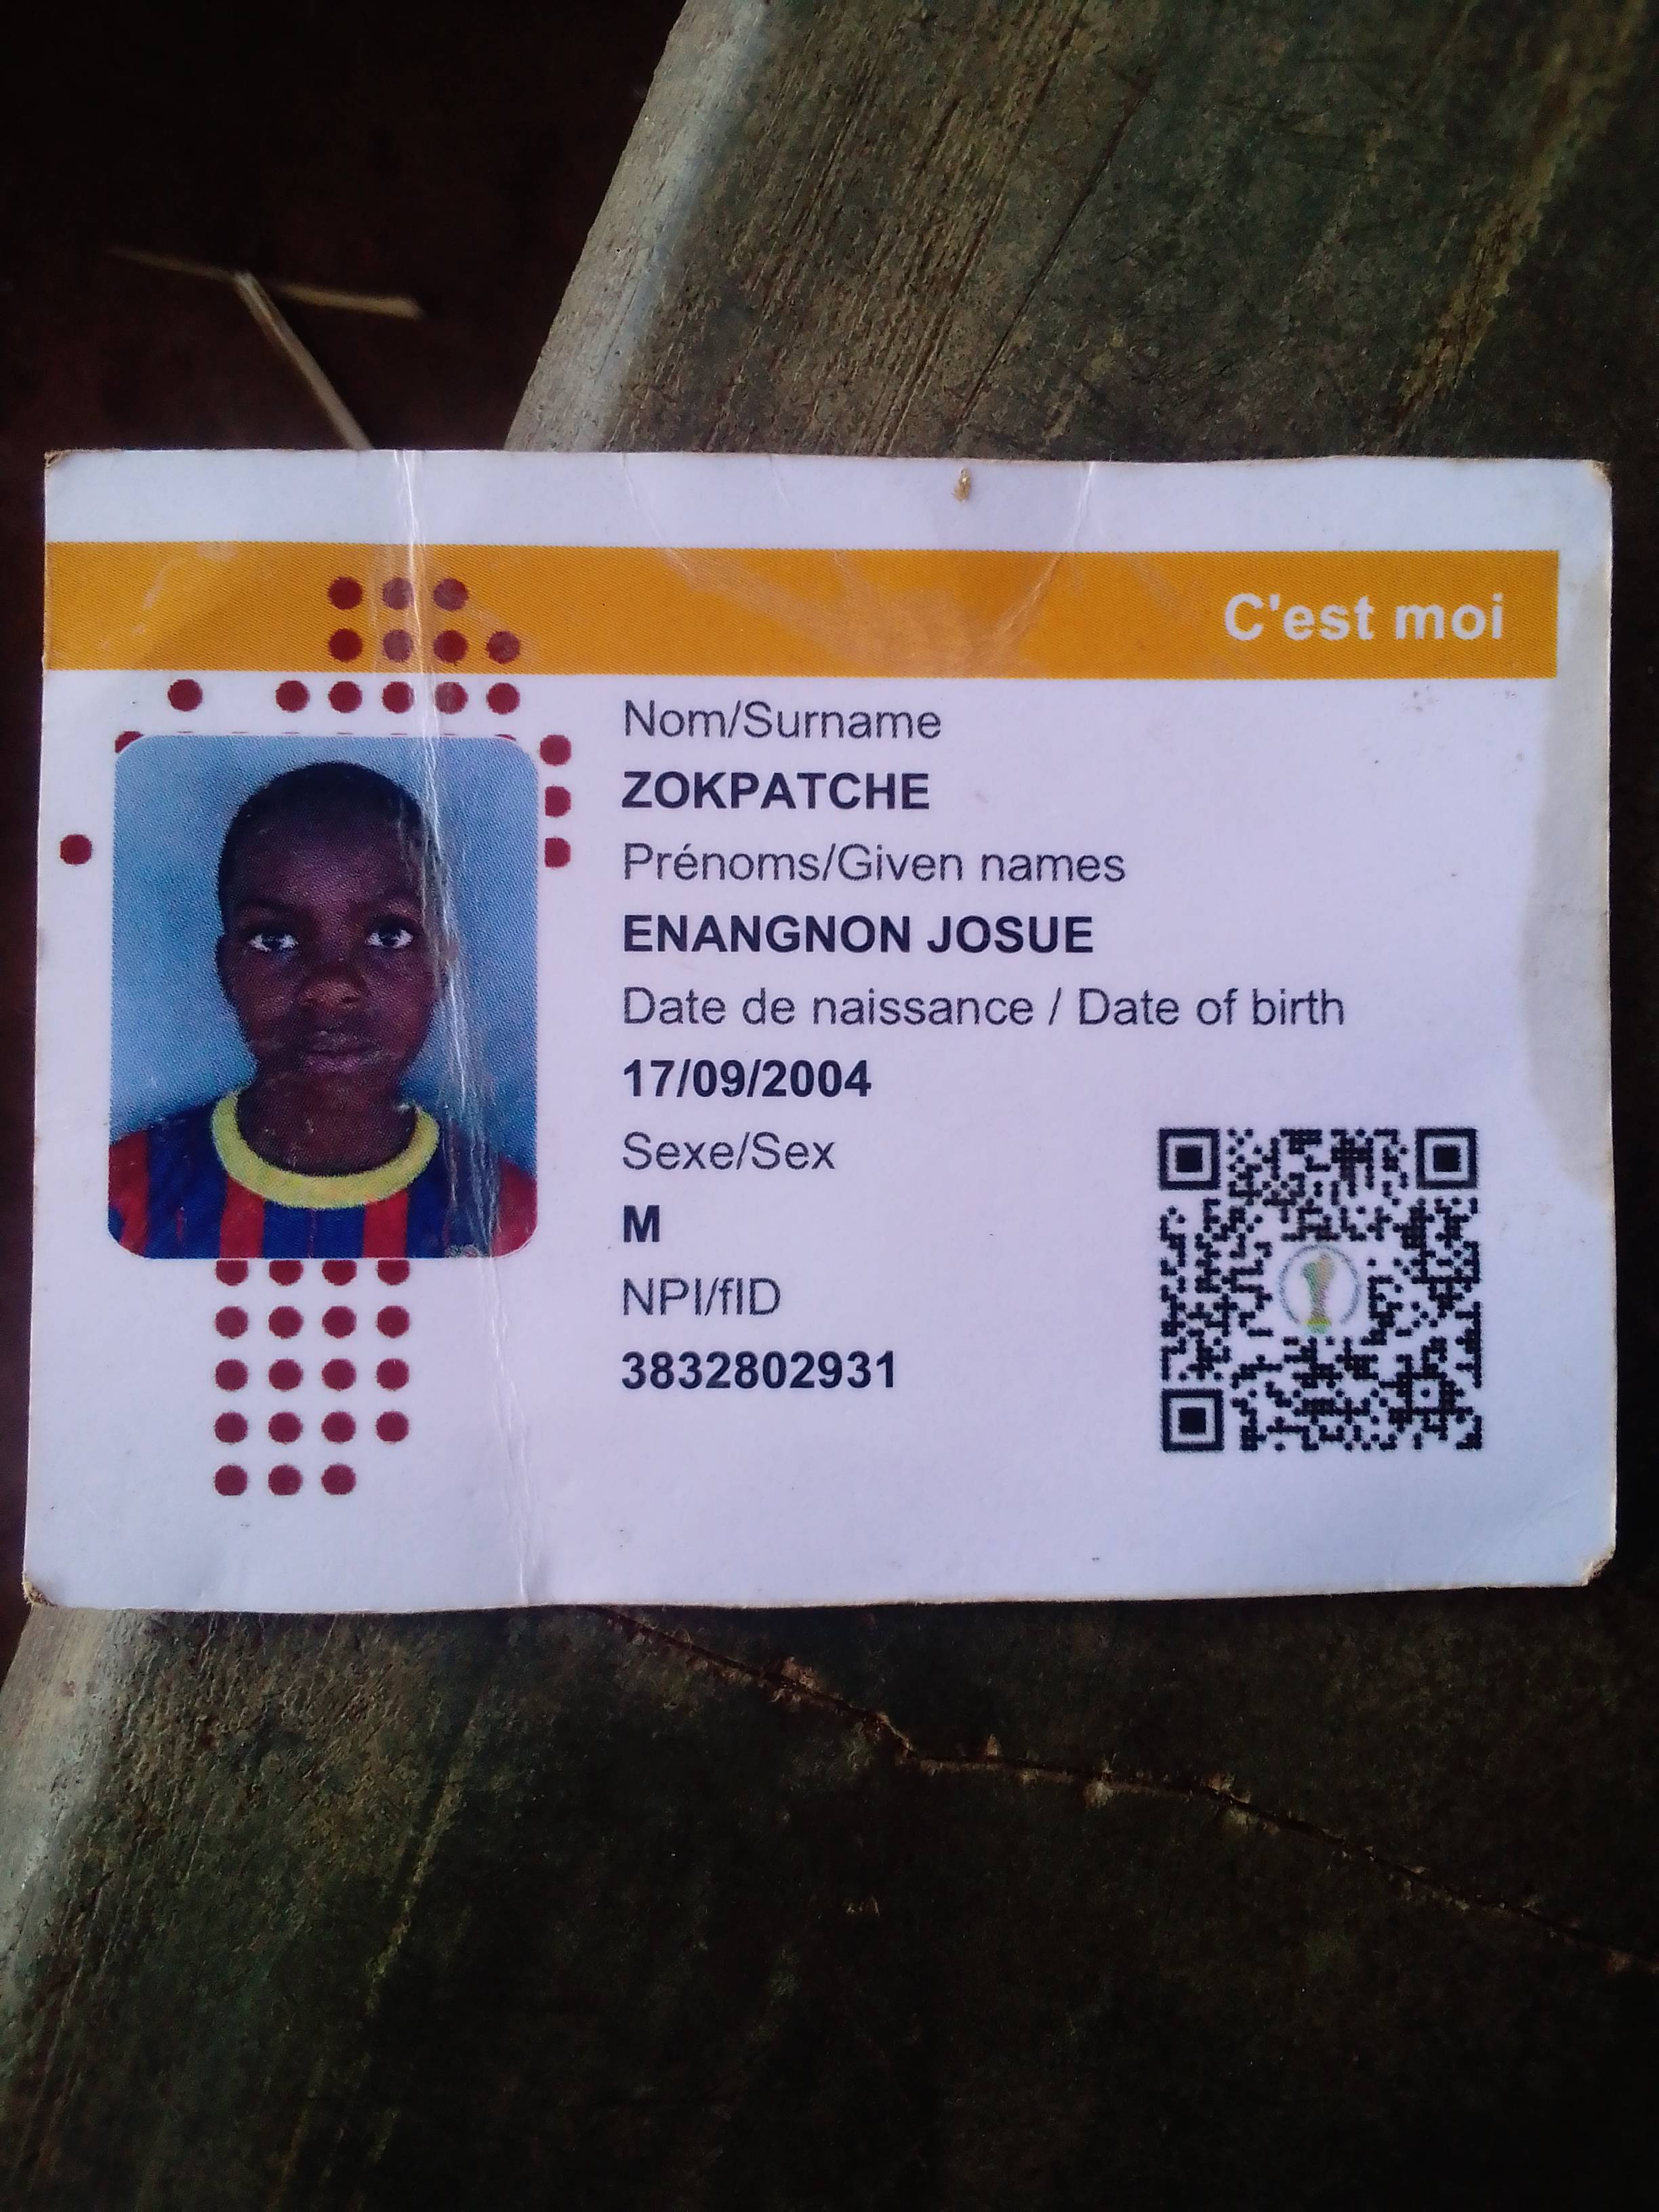 C'est moi
Nom/Surname
ZOKPATCHE
Prénoms/Given names
ENANGNON JOSUE
Date de naissance / Date of birth
17/09/2004
Sexe/Sex
M
NPI/fID
3832802931